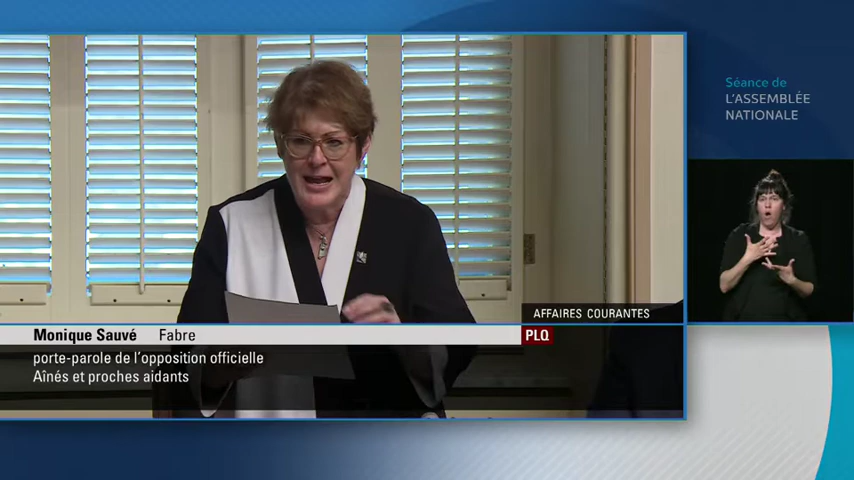 Séance de
L'ASSEMBLÉE
NATIONALE
AFFAIRES COURANTES
Monique Sauvé Fabre PLQ
porte-parole de l'opposition officielle
Aînés et proches aidants